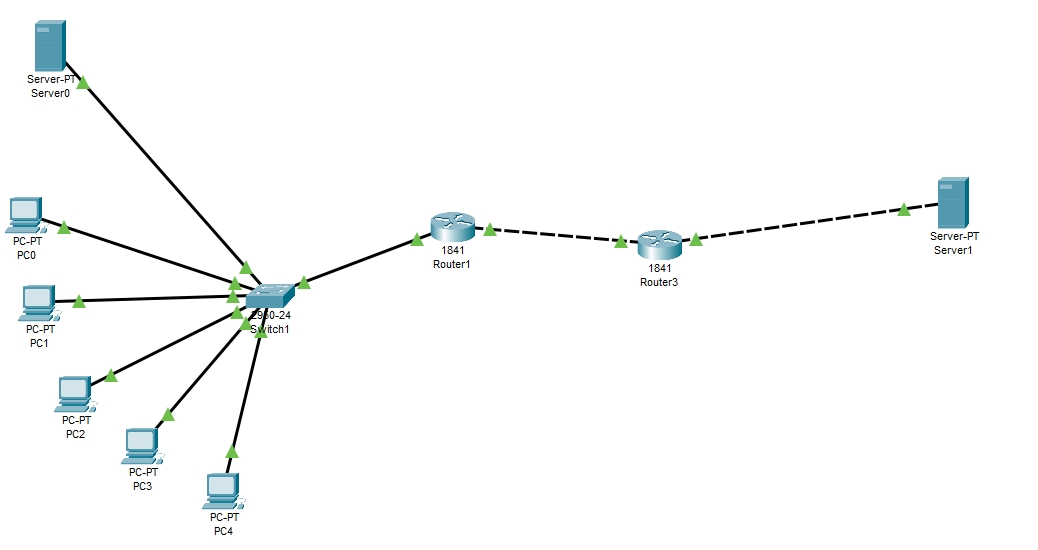 Server-PT
Server0
PC-PT
PC0
PC-PT
PC1
PC-PT
PC2
PC-PT
PC3
PC-PT
PC4
2950-24
Switch1
1841
Router1
1841
Router3
Server-PT
Server1